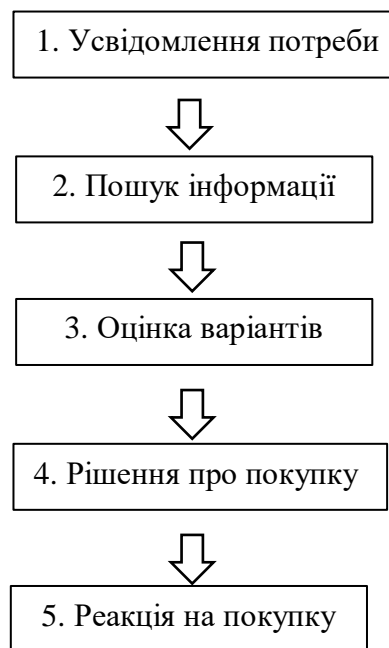 1. Усвідомлення потреби
2. Пошук інформації
3. Оцінка варіантів
4. Рішення про покупку
5. Реакція на покупку